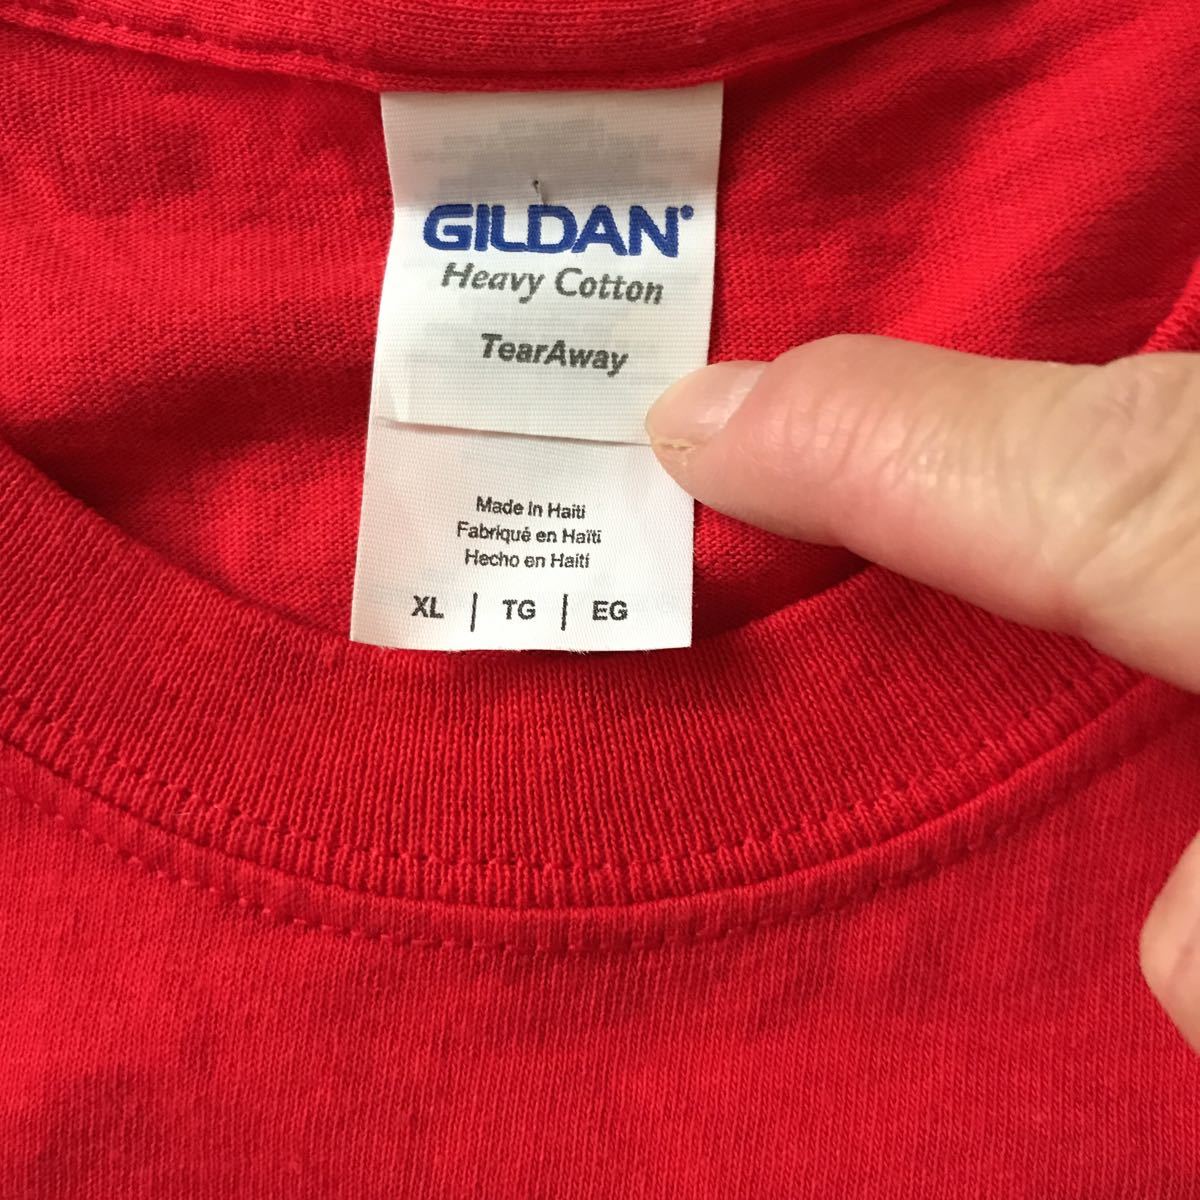 GILDAN®
Heavy Cotton
TearAway
Made in Haiti
Fabriqué en Haïti
Hecho en Haití
XL | TG | EG